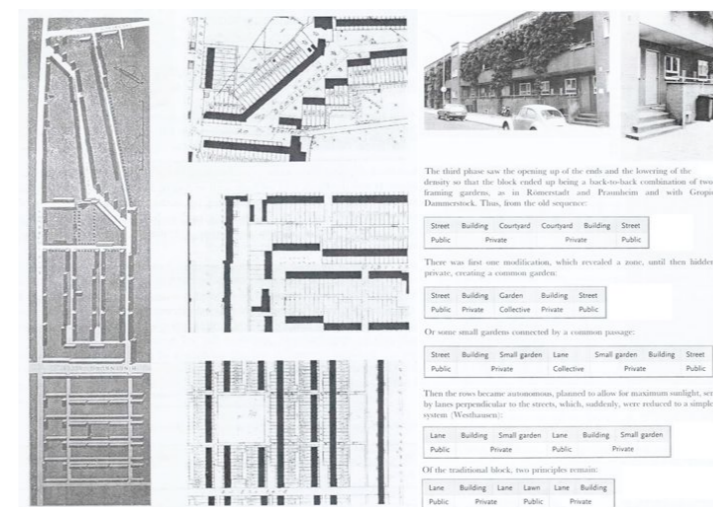 The third phase saw the opening up of the ends and the lowering of the
density so that the block ended up being a back-to-back combination of two
framing gardens, as in Römerstadt and Praunheim and with Gropi
Dammerstock. Thus, from the old sequence:
Street Building Courtyard Courtyard Building Street
Public Private Private Public
There was first one modification, which revealed a zone, until then hidden
private, creating a common garden:
Street Building Garden Building Street
Public Private Collective Private Public
Or some small gardens connected by a common passage:
Street Building Small garden Lane Small garden Building Street
Public Private Collective Private Public
Then the rows became autonomous, planned to allow for maximum sunlight, ser
by lanes perpendicular to the streets, which, suddenly, were reduced to a simple
system (Westhausen):
Lane Building Small garden Lane Building Small garden
Public Private Public Private
Of the traditional block, two principles remain:
Lane Building Lane Lawn Lane Building
Public Private Public Private